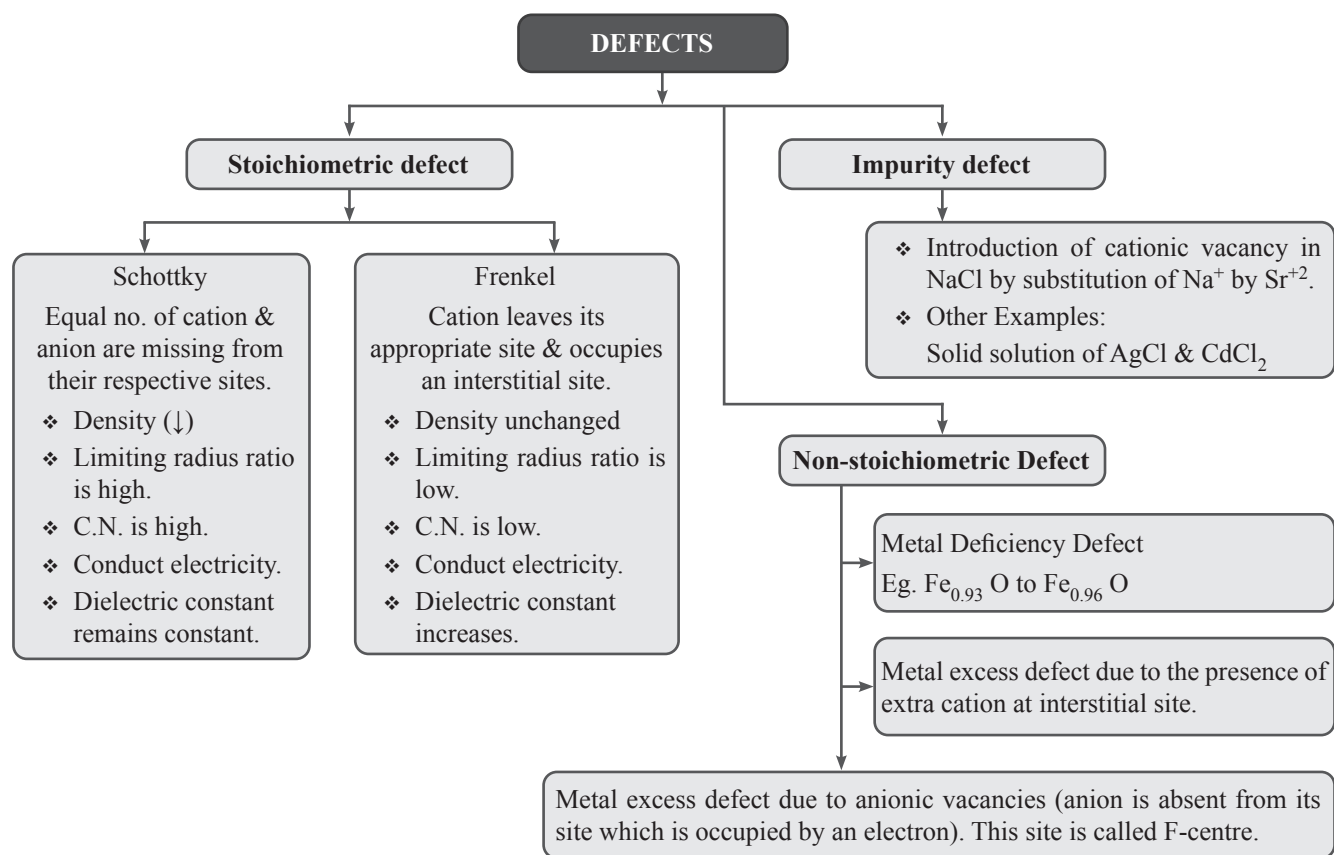 DEFECTS
Stoichiometric defect
Impurity defect
Schottky
Equal no. of cation &
anion are missing from
their respective sites.
❖ Density (↓)
❖ Limiting radius ratio
is high.
❖ C.N. is high.
❖ Conduct electricity.
❖ Dielectric constant
remains constant.
Frenkel
Cation leaves its
appropriate site & occupies
an interstitial site.
❖ Density unchanged
❖ Limiting radius ratio is
low.
❖ C.N. is low.
❖ Conduct electricity.
❖ Dielectric constant
increases.
❖ Introduction of cationic vacancy in
NaCl by substitution of Na⁺ by Sr⁺².
❖ Other Examples:
Solid solution of AgCl & CdCl₂
Non-stoichiometric Defect
Metal Deficiency Defect
Eg. Fe₀.₉₃ O to Fe₀.₉₆ O
Metal excess defect due to the presence of
extra cation at interstitial site.
Metal excess defect due to anionic vacancies (anion is absent from its
site which is occupied by an electron). This site is called F-centre.